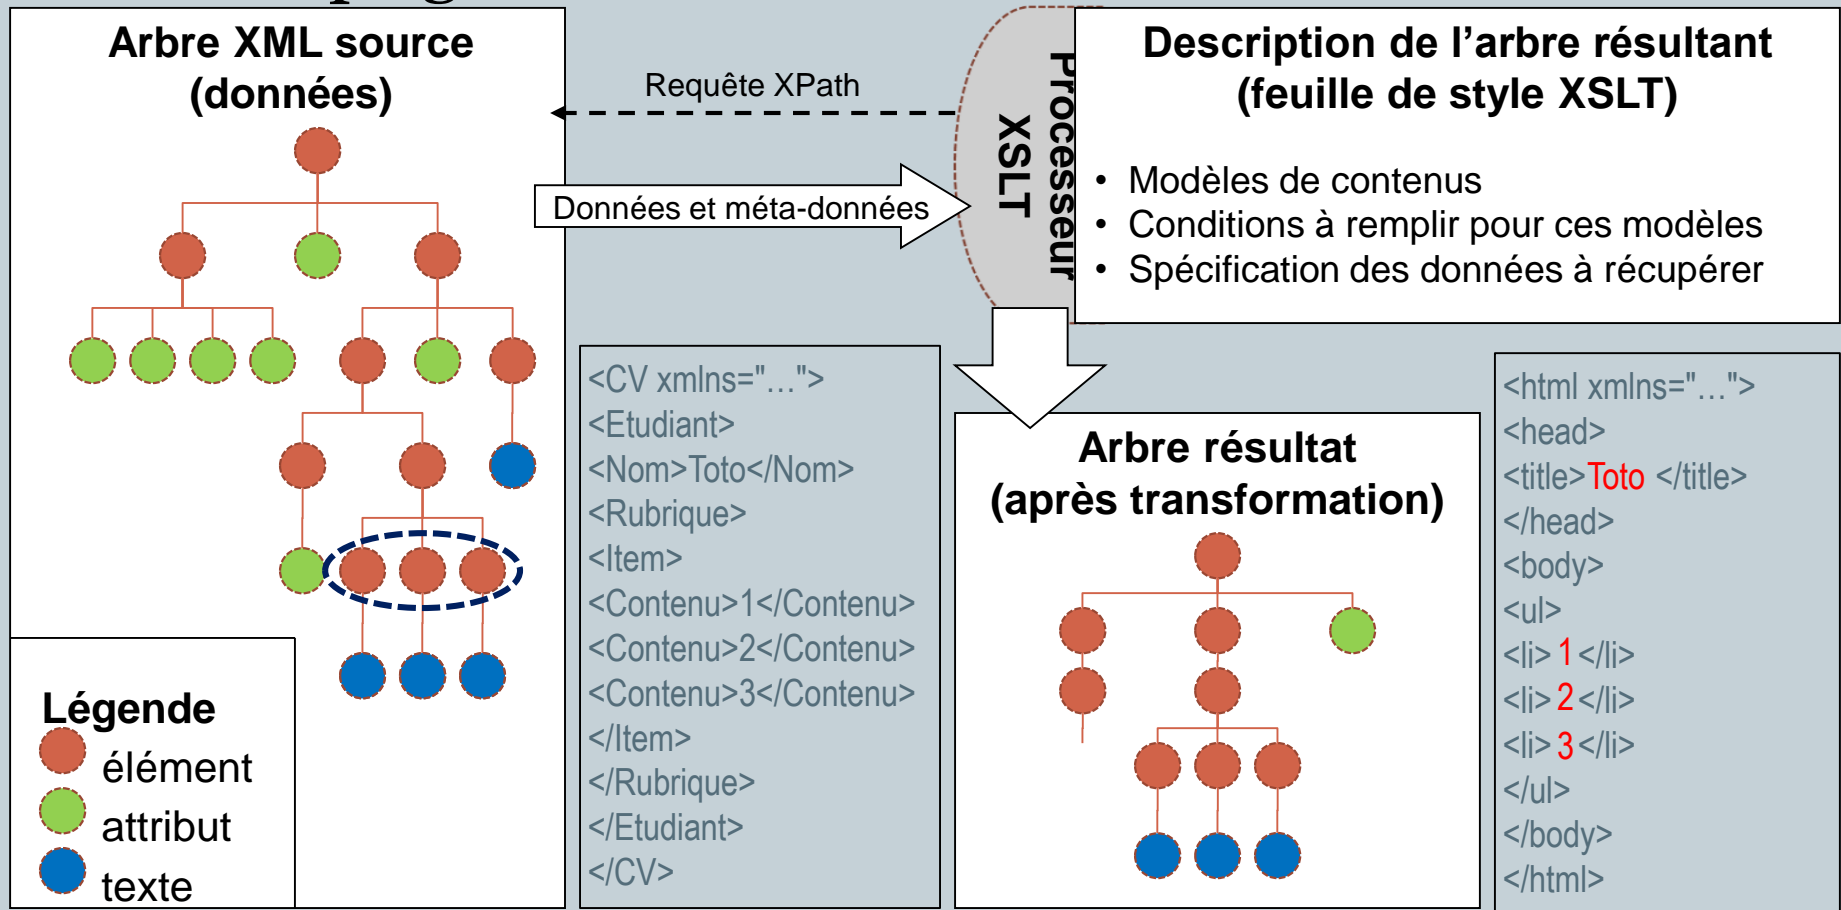 Arbre XML source
(données)
Requête XPath
Données et méta-données
Processeur
XSLT
Description de l’arbre résultant
(feuille de style XSLT)
• Modèles de contenus
• Conditions à remplir pour ces modèles
• Spécification des données à récupérer
Légende
élément
attribut
texte
<CV xmlns="…">
<Etudiant>
<Nom>Toto</Nom>
<Rubrique>
<Item>
<Contenu>1</Contenu>
<Contenu>2</Contenu>
<Contenu>3</Contenu>
</Item>
</Rubrique>
</Etudiant>
</CV>
Arbre résultat
(après transformation)
<html xmlns="…">
<head>
<title>Toto </title>
</head>
<body>
<ul>
<li> 1 </li>
<li> 2 </li>
<li> 3 </li>
</ul>
</body>
</html>